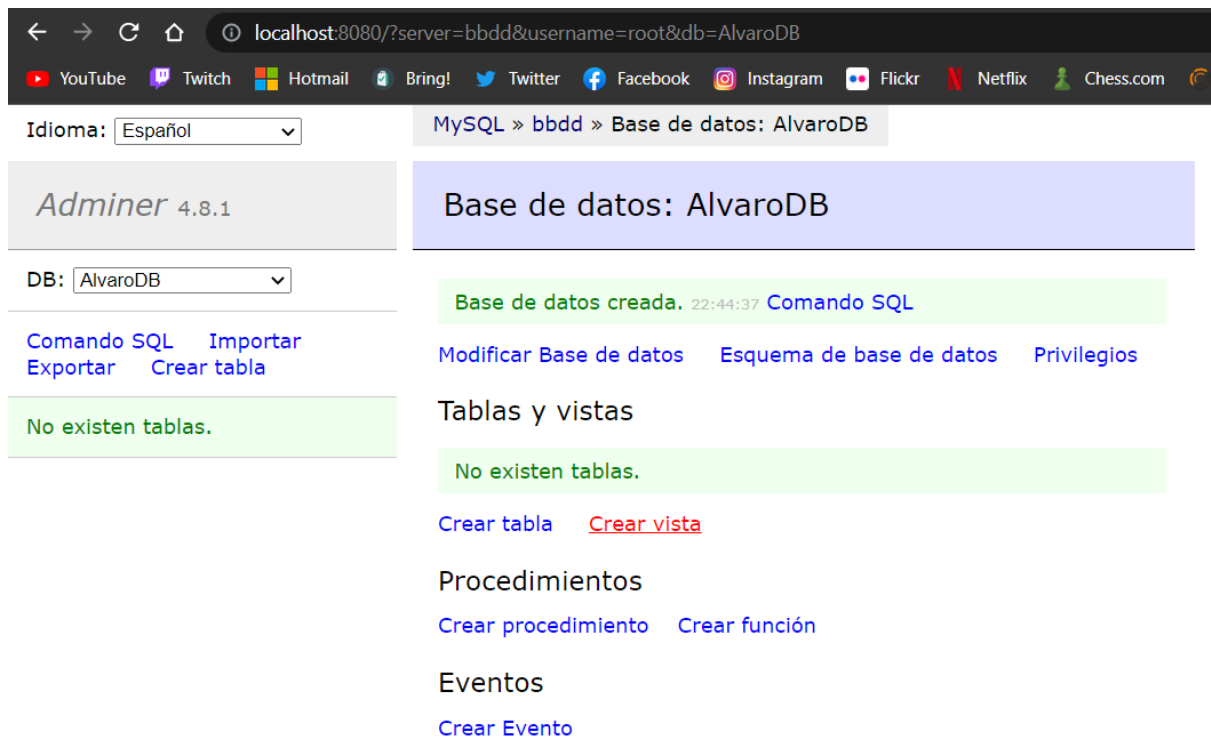 localhost:8080/?server=bbdd&username=root&db=AlvaroDB
YouTube Twitch Hotmail Bring! Twitter Facebook Instagram Flickr Netflix Chess.com
Idioma: Español
MySQL » bbdd » Base de datos: AlvaroDB
Adminer 4.8.1
Base de datos: AlvaroDB
DB: AlvaroDB
Base de datos creada. 22:44:37 Comando SQL
Comando SQL Importar
Exportar Crear tabla
Modificar Base de datos Esquema de base de datos Privilegios
No existen tablas.
Tablas y vistas
No existen tablas.
Crear tabla Crear vista
Procedimientos
Crear procedimiento Crear función
Eventos
Crear Evento